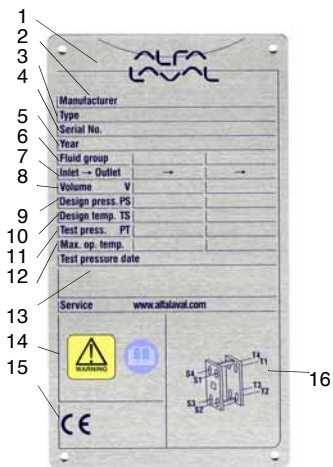 1
2
3
4
5
6
7
8
9
10
11
12
13
14
15
16
ALFA
LAVAL
Manufacturer
Type
Serial No.
Year
Fluid group
Inlet → Outlet → →
Volume V
Design press. PS
Design temp. TS
Test press. PT
Max. op. temp.
Test pressure date
Service www.alfalaval.com
WARNING
CE
S4 T4
S1 T1
S3 T3
S2 T2